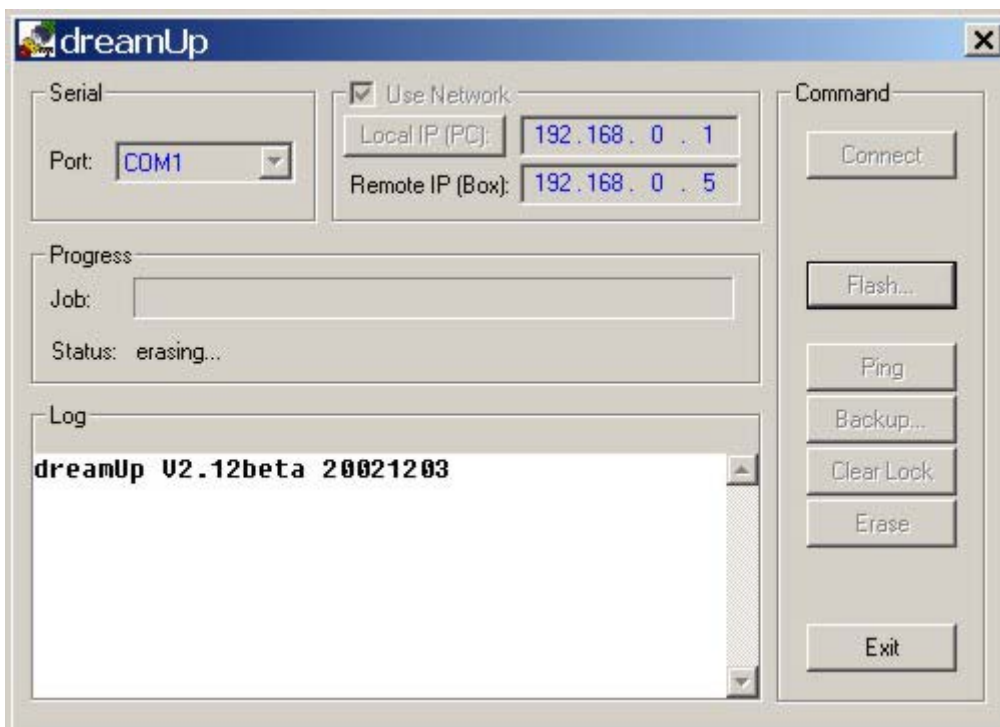 dreamUp
Serial
Port: COM1
Use Network
Local IP (PC): 192.168. 0 . 1
Remote IP (Box): 192.168. 0 . 5
Command
Connect
Flash...
Ping
Backup...
Clear Lock
Erase
Exit
Progress
Job:
Status: erasing...
Log
dreamUp V2.12beta 20021203